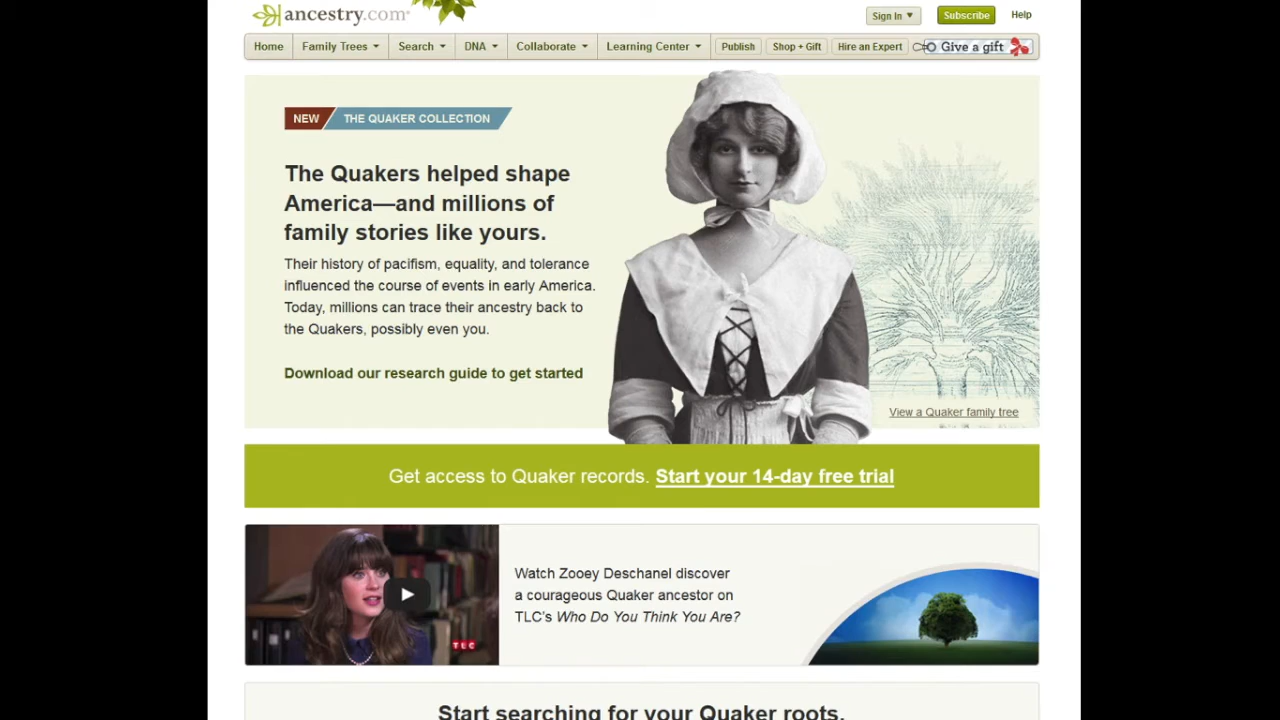 ancestry.com
Sign In
Subscribe
Help
Home
Family Trees
Search
DNA
Collaborate
Learning Center
Publish
Shop + Gift
Hire an Expert
Give a gift
NEW
THE QUAKER COLLECTION
The Quakers helped shape
America—and millions of
family stories like yours.
Their history of pacifism, equality, and tolerance
influenced the course of events in early America.
Today, millions can trace their ancestry back to
the Quakers, possibly even you.
Download our research guide to get started
View a Quaker family tree
Get access to Quaker records. Start your 14-day free trial
Watch Zooey Deschanel discover
a courageous Quaker ancestor on
TLC's Who Do You Think You Are?
TLC
Start searching for your Quaker roots.